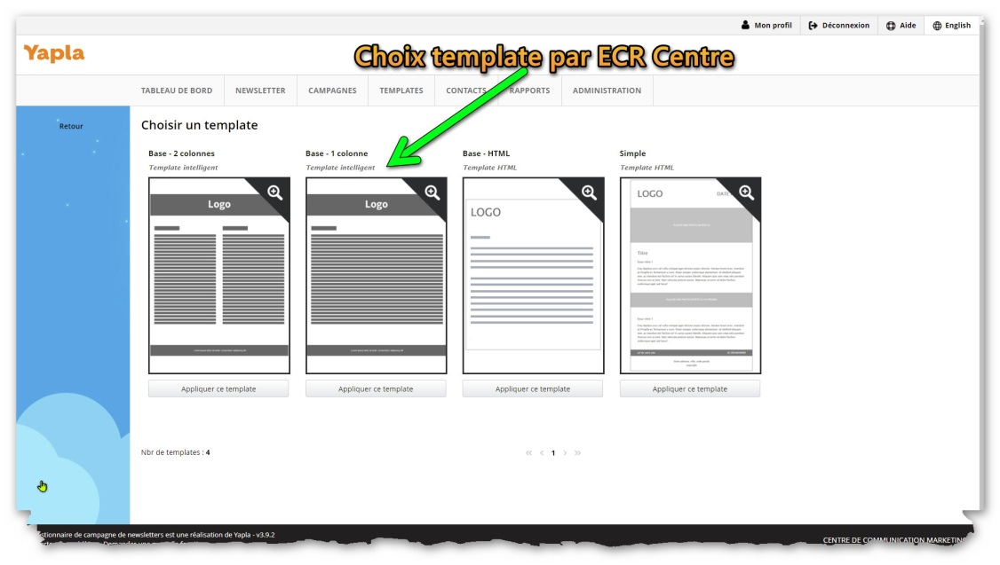 Mon profil
Déconnexion
Aide
English
Yapla
Choix template par ECR Centre
TABLEAU DE BORD
NEWSLETTER
CAMPAGNES
TEMPLATES
CONTACTS
RAPPORTS
ADMINISTRATION
Retour
Choisir un template
Base - 2 colonnes
Template intelligent
Logo
Appliquer ce template
Base - 1 colonne
Template intelligent
Logo
Appliquer ce template
Base - HTML
Template HTML
LOGO
Appliquer ce template
Simple
Template HTML
LOGO
DATE
Titre
Appliquer ce template
Nbr de templates : 4
« < 1 > »
stionnaire de campagne de newsletters est une réalisation de Yapla - v3.9.2
CENTRE DE COMMUNICATION MARKETING